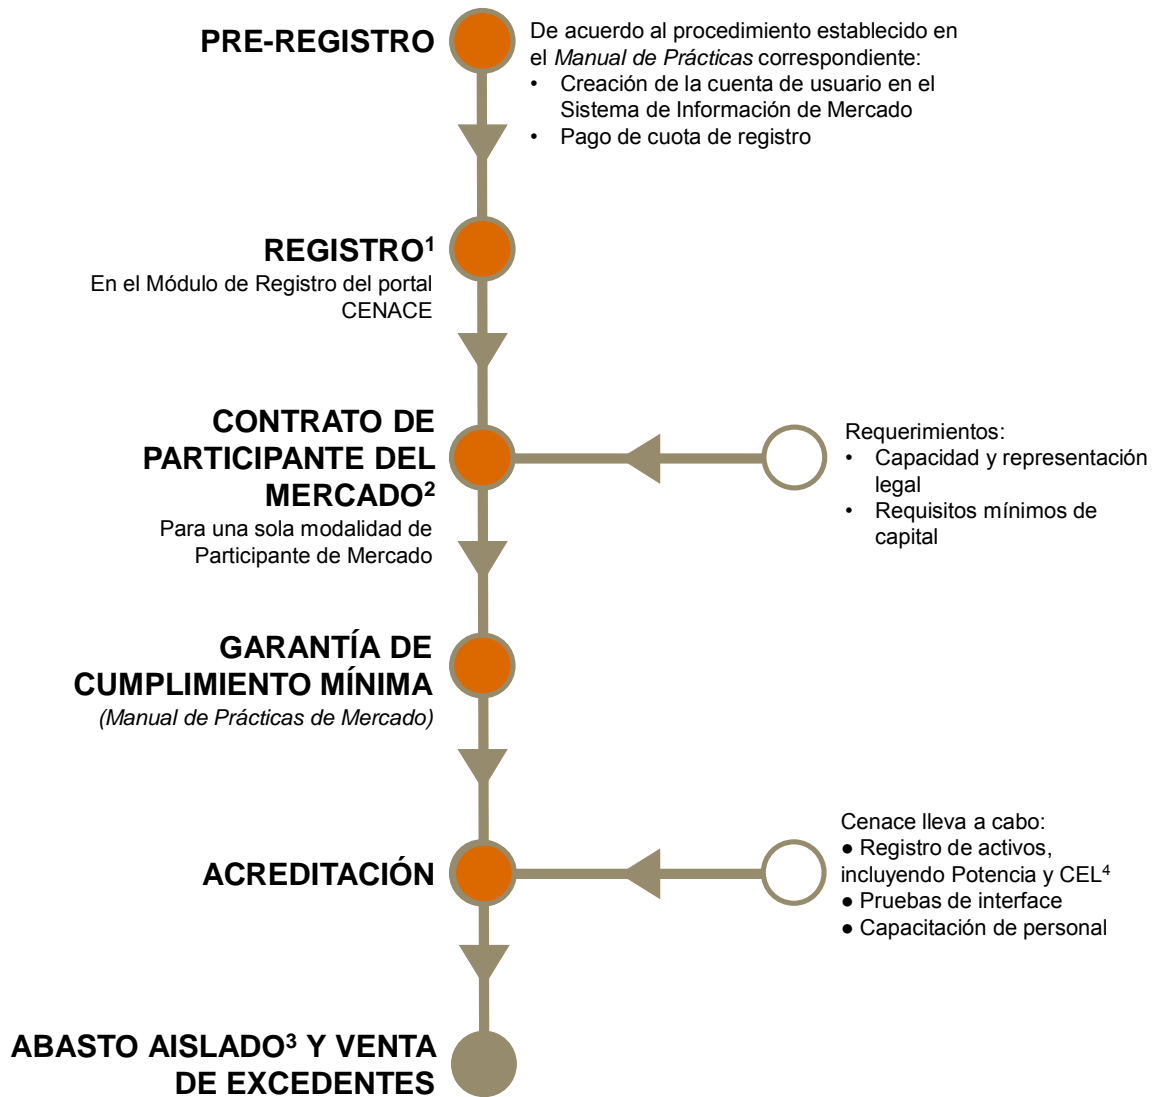 PRE-REGISTRO
De acuerdo al procedimiento establecido en
el Manual de Prácticas correspondiente:
• Creación de la cuenta de usuario en el
Sistema de Información de Mercado
• Pago de cuota de registro
REGISTRO¹
En el Módulo de Registro del portal
CENACE
CONTRATO DE
PARTICIPANTE DEL
MERCADO²
Para una sola modalidad de
Participante de Mercado
Requerimientos:
• Capacidad y representación
legal
• Requisitos mínimos de
capital
GARANTÍA DE
CUMPLIMIENTO MÍNIMA
(Manual de Prácticas de Mercado)
ACREDITACIÓN
Cenace lleva a cabo:
● Registro de activos,
incluyendo Potencia y CEL⁴
● Pruebas de interface
● Capacitación de personal
ABASTO AISLADO³ Y VENTA
DE EXCEDENTES